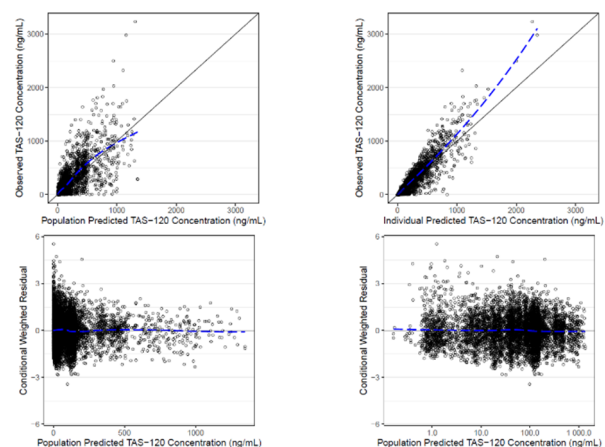 Observed TAS−120 Concentration (ng/mL)
3000
2000
1000
0
0 1000 2000 3000
Population Predicted TAS−120 Concentration (ng/mL)
Observed TAS−120 Concentration (ng/mL)
3000
2000
1000
0
0 1000 2000 3000
Individual Predicted TAS−120 Concentration (ng/mL)
Conditional Weighted Residual
6
3
0
−3
−6
0 500 1000
Population Predicted TAS−120 Concentration (ng/mL)
Conditional Weighted Residual
6
3
0
−3
−6
1.0 10.0 100.0 1 000.0
Population Predicted TAS−120 Concentration (ng/mL)